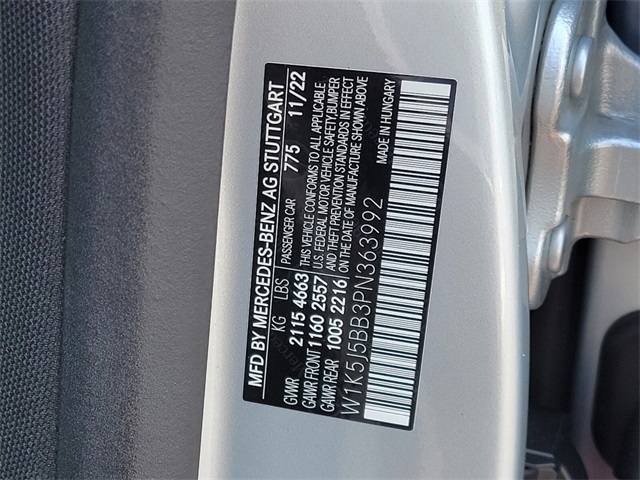 MFD BY MERCEDES-BENZ AG STUTTGART
PASSENGER CAR 775 11/22
KG LBS
GVWR 2115 4663
GAWR FRONT 1160 2557
GAWR REAR 1005 2216
THIS VEHICLE CONFORMS TO ALL APPLICABLE
U.S. FEDERAL MOTOR VEHICLE SAFETY,BUMPER
AND THEFT PREVENTION STANDARDS IN EFFECT
ON THE DATE OF MANUFACTURE SHOWN ABOVE
W1K5J5BB3PN363992
MADE IN HUNGARY